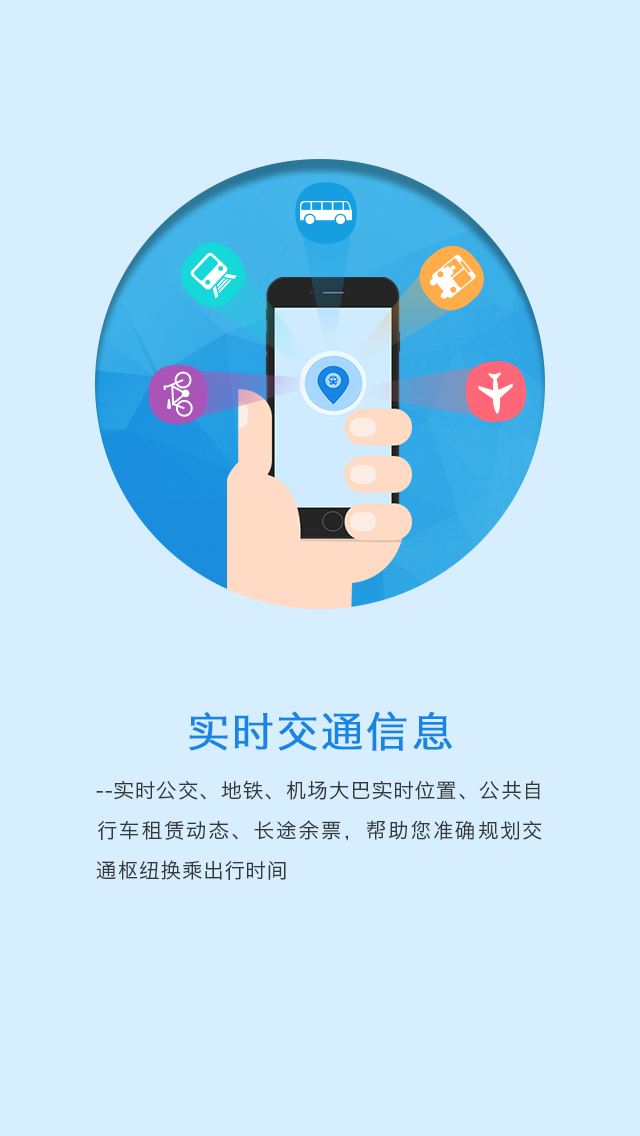 实时交通信息
--实时公交、地铁、机场大巴实时位置、公共自
行车租赁动态、长途余票，帮助您准确规划交
通枢纽换乘出行时间